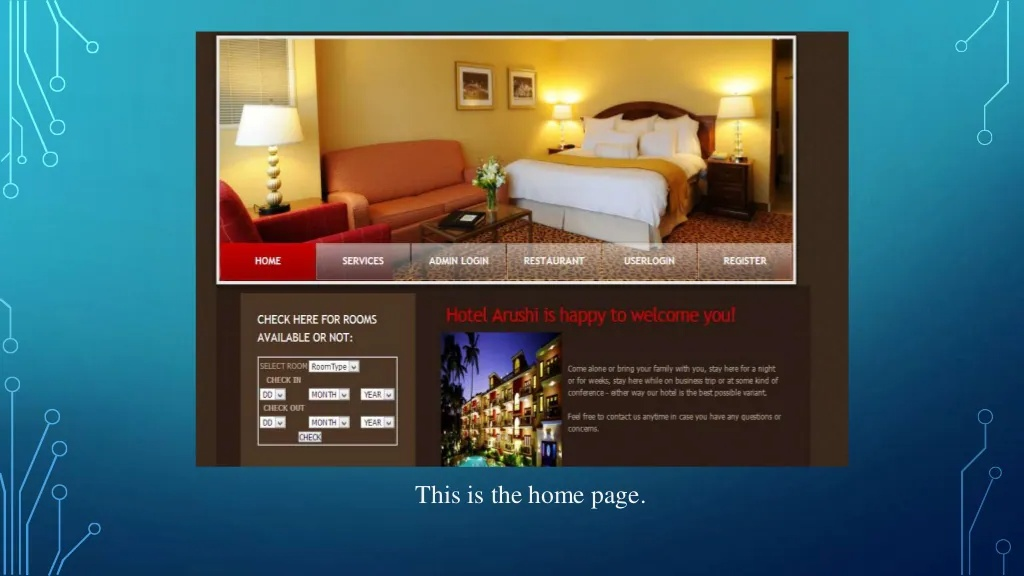 HOME SERVICES ADMIN LOGIN RESTAURANT USERLOGIN REGISTER
CHECK HERE FOR ROOMS
AVAILABLE OR NOT:
SELECT ROOM RoomType
CHECK IN
DD MONTH YEAR
CHECK OUT
DD MONTH YEAR
CHECK
Hotel Arushi is happy to welcome you!
Come alone or bring your family with you, stay here for a night
or for weeks, stay here while on business trip or at some kind of
conference - either way our hotel is the best possible variant.
Feel free to contact us anytime in case you have any questions or
concerns.
This is the home page.